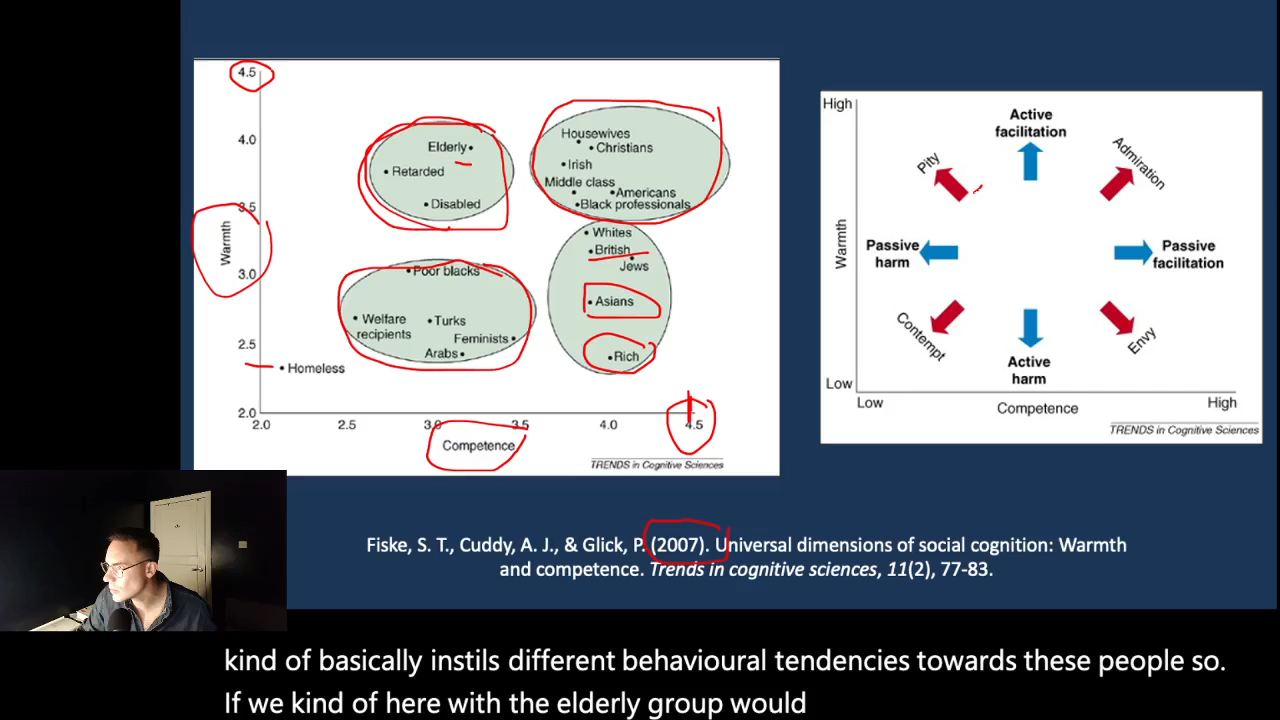 4.5
4.0
3.5
3.0
2.5
2.0
Warmth
Elderly
Retarded
Disabled
Housewives
Christians
Irish
Middle class
Americans
Black professionals
Whites
British
Jews
Asians
Rich
Poor blacks
Welfare
recipients
Turks
Feminists
Arabs
Homeless
2.0 2.5 3.0 3.5 4.0 4.5
Competence
TRENDS in Cognitive Sciences
High
Active
facilitation
Pity
Admiration
Warmth
Passive
harm
Passive
facilitation
Contempt
Active
harm
Envy
Low
Low
Competence
High
TRENDS in Cognitive Sciences
Fiske, S. T., Cuddy, A. J., & Glick, P. (2007). Universal dimensions of social cognition: Warmth
and competence. Trends in cognitive sciences, 11(2), 77-83.
kind of basically instils different behavioural tendencies towards these people so.
If we kind of here with the elderly group would